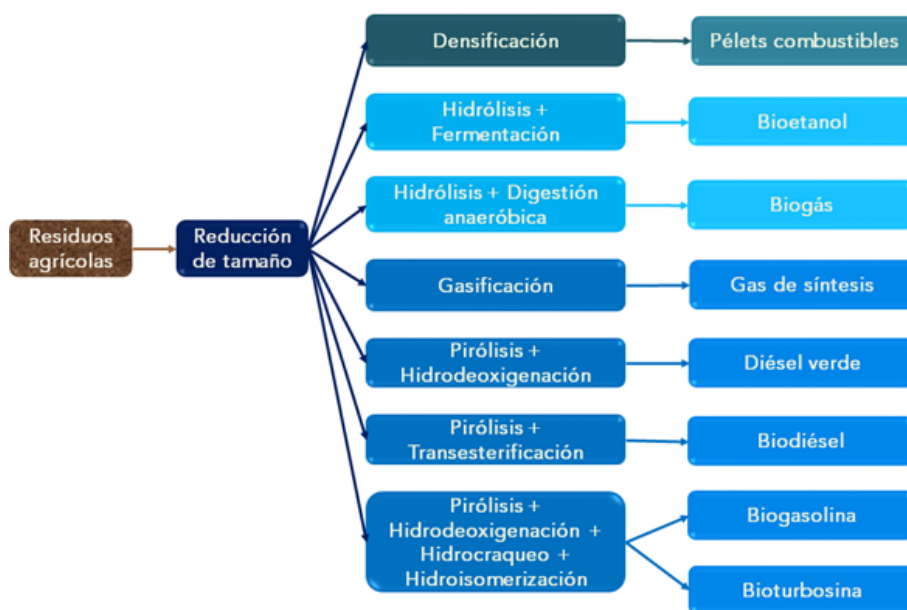 Residuos
agrícolas
Reducción
de tamaño
Densificación
Pélets combustibles
Hidrólisis +
Fermentación
Bioetanol
Hidrólisis + Digestión
anaeróbica
Biogás
Gasificación
Gas de síntesis
Pirólisis +
Hidrodeoxigenación
Diésel verde
Pirólisis +
Transesterificación
Biodiésel
Pirólisis +
Hidrodeoxigenación +
Hidrocraqueo +
Hidroisomerización
Biogasolina
Bioturbosina